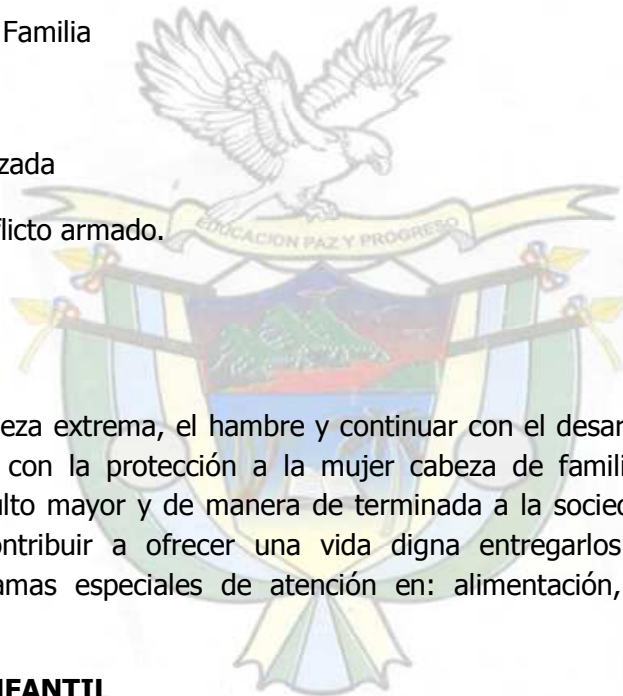 Familia
zada
flicto armado.
EDUCACION PAZ Y PROGRESO
eza extrema, el hambre y continuar con el desar
con la protección a la mujer cabeza de famili
ulto mayor y de manera de terminada a la socied
ontribuir a ofrecer una vida digna entregarlos
amas especiales de atención en: alimentación,
NFANTIL